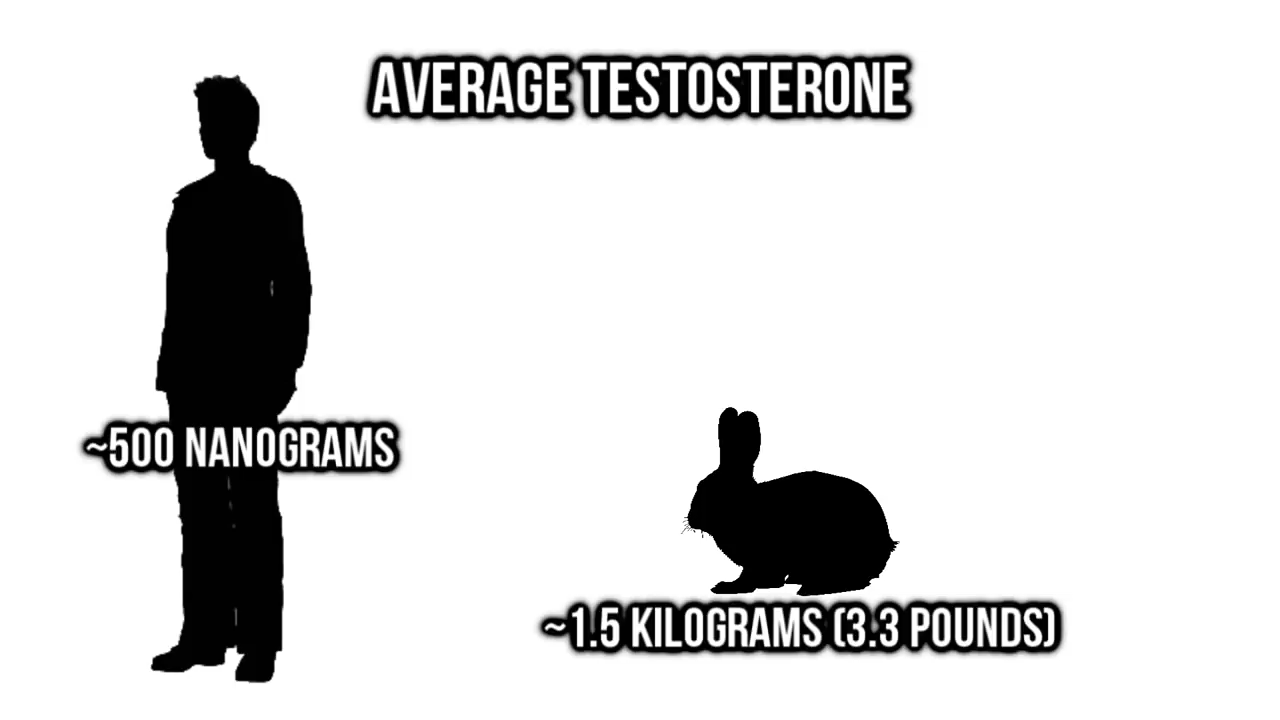 AVERAGE TESTOSTERONE
~500 NANOGRAMS
~1.5 KILOGRAMS (3.3 POUNDS)